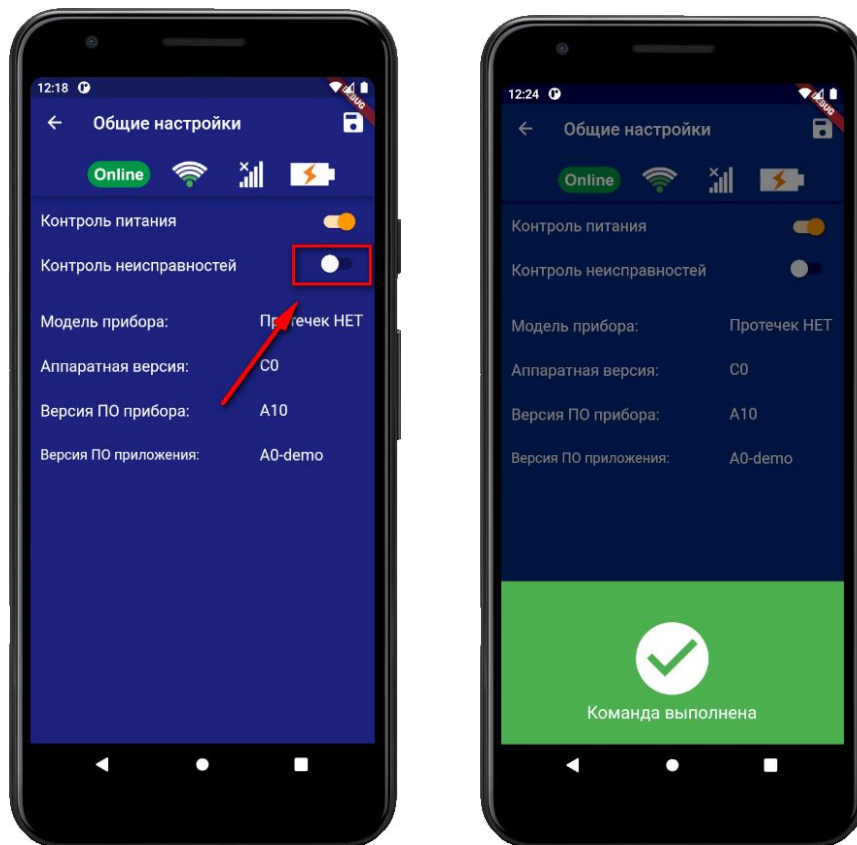 12:18
DEBUG
Общие настройки
Online
Контроль питания
Контроль неисправностей
Модель прибора: Протечек НЕТ
Аппаратная версия: C0
Версия ПО прибора: A10
Версия ПО приложения: A0-demo
12:24
DEBUG
Общие настройки
Online
Контроль питания
Контроль неисправностей
Модель прибора: Протечек НЕТ
Аппаратная версия: C0
Версия ПО прибора: A10
Версия ПО приложения: A0-demo
Команда выполнена